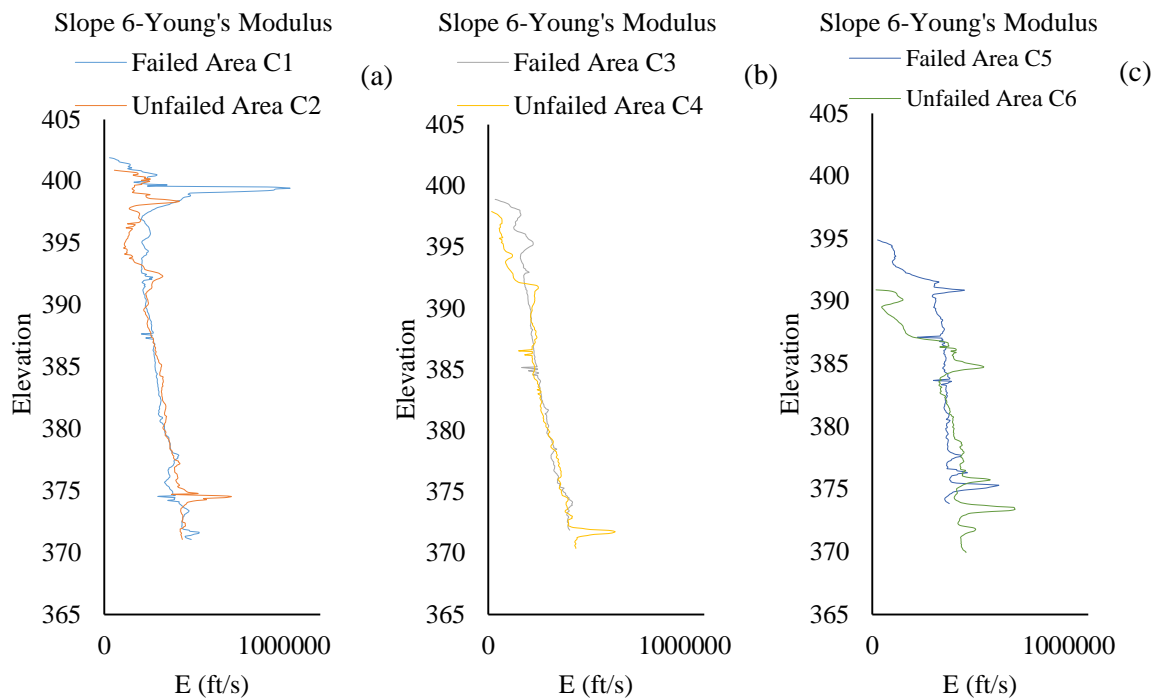 Slope 6-Young's Modulus
Failed Area C1
Unfailed Area C2
(a)
405
400
395
390
385
380
375
370
365
Elevation
0
1000000
E (ft/s)
Slope 6-Young's Modulus
Failed Area C3
Unfailed Area C4
(b)
405
400
395
390
385
380
375
370
365
Elevation
0
1000000
E (ft/s)
Slope 6-Young's Modulus
Failed Area C5
Unfailed Area C6
(c)
405
400
395
390
385
380
375
370
365
Elevation
0
1000000
E (ft/s)